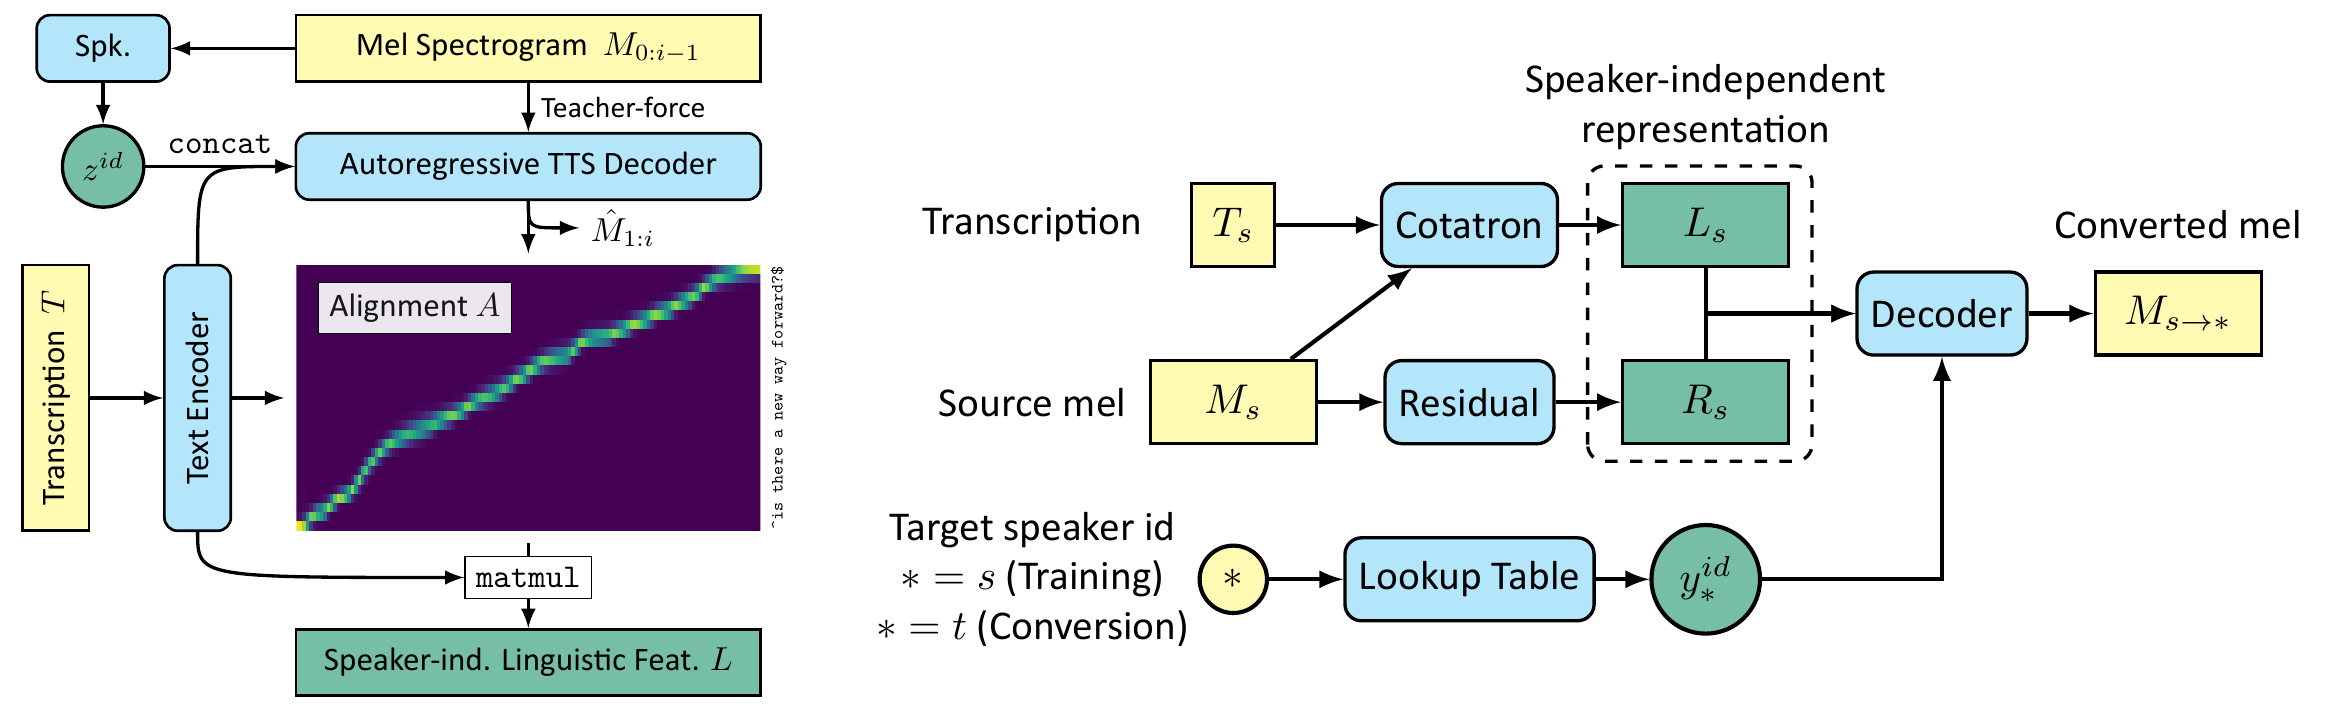 Spk.
Mel Spectrogram M_{0:i−1}
Teacher-force
z^{id}
concat
Autoregressive TTS Decoder
\hat{M}_{1:i}
Transcription T
Text Encoder
Alignment A
^is there a new way forward?$
matmul
Speaker-ind. Linguistic Feat. L
Speaker-independent
representation
Transcription
T_s
Cotatron
L_s
Converted mel
Decoder
M_{s→*}
Source mel
M_s
Residual
R_s
Target speaker id
* = s (Training)
* = t (Conversion)
*
Lookup Table
y_*^{id}